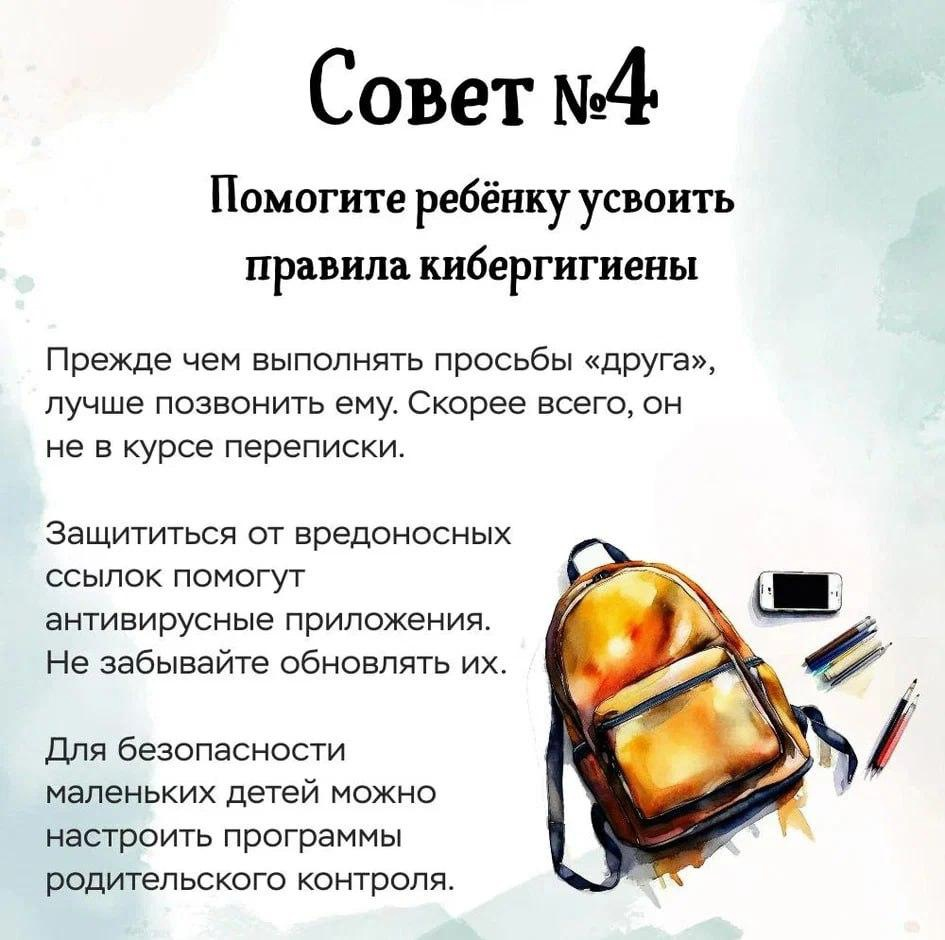 Совет №4
Помогите ребёнку усвоить
правила кибергигиены
Прежде чем выполнять просьбы «друга»,
лучше позвонить ему. Скорее всего, он
не в курсе переписки.
Защититься от вредоносных
ссылок помогут
антивирусные приложения.
Не забывайте обновлять их.
Для безопасности
маленьких детей можно
настроить программы
родительского контроля.